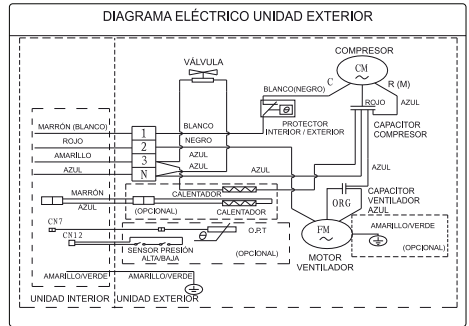 DIAGRAMA ELÉCTRICO UNIDAD EXTERIOR
COMPRESOR
VÁLVULA
CM
C
R (M)
BLANCO(NEGRO)
ROJO
AZUL
PROTECTOR
INTERIOR / EXTERIOR
CAPACITOR
COMPRESOR
MARRÓN (BLANCO)
1
BLANCO
ROJO
2
NEGRO
AMARILLO
3
AZUL
AZUL
N
AZUL
AZUL
MARRÓN
CALENTADOR
AZUL
(OPCIONAL)
CALENTADOR
ORG
CAPACITOR
VENTILADOR
AZUL
CN7
O.P.T
FM
AMARILLO/VERDE
CN12
SENSOR PRESIÓN
ALTA/BAJA
(OPCIONAL)
(OPCIONAL)
MOTOR
VENTILADOR
AMARILLO/VERDE
AMARILLO/VERDE
UNIDAD INTERIOR
UNIDAD EXTERIOR